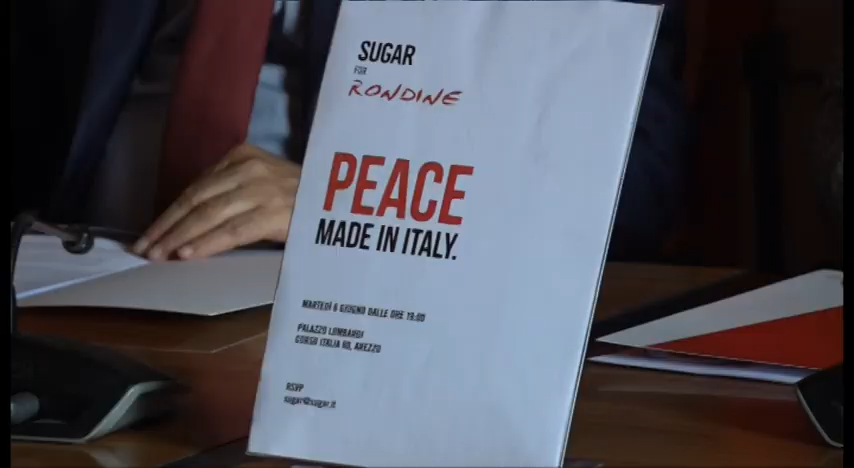 SUGAR
FOR
RONDINE
PEACE
MADE IN ITALY.
MARTEDÌ 6 GIUGNO DALLE ORE 19:00
PALAZZO LOMBARDI
CORSO ITALIA 60, AREZZO
RSVP
sugar@sugar.it